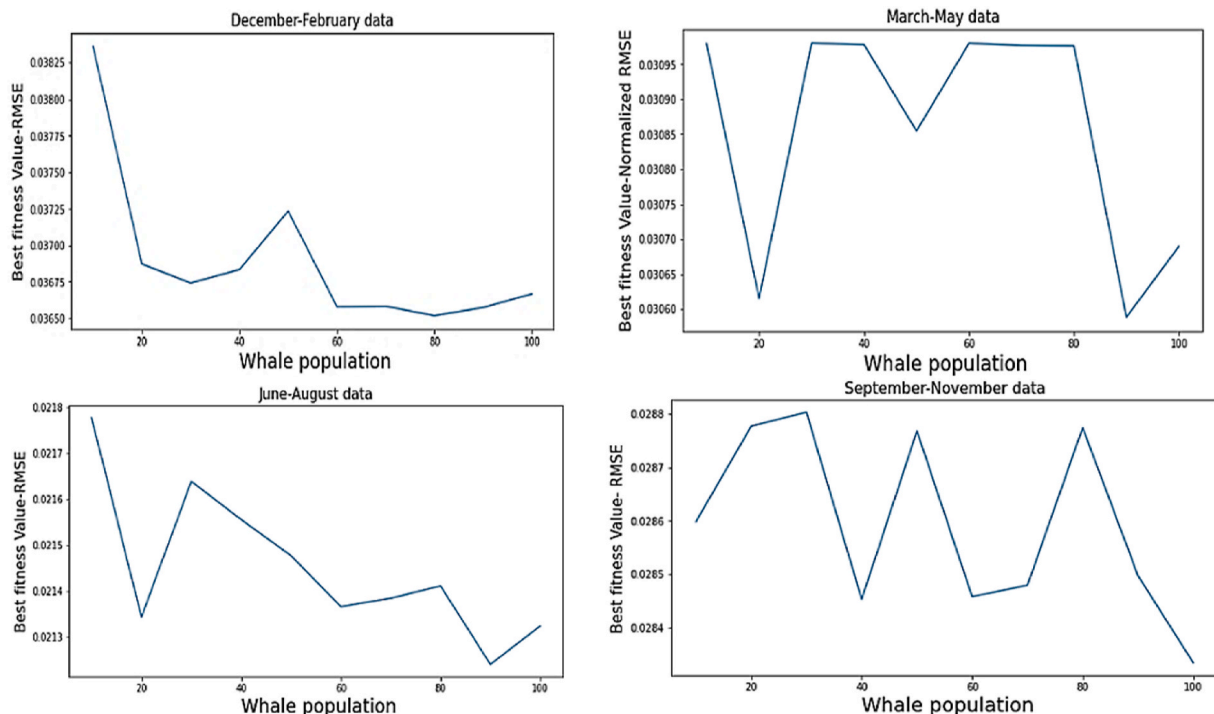 December-February data
Best fitness Value-RMSE
0.03825
0.03800
0.03775
0.03750
0.03725
0.03700
0.03675
0.03650
20 40 60 80 100
Whale population
March-May data
Best fitness Value-Normalized RMSE
0.03095
0.03090
0.03085
0.03080
0.03075
0.03070
0.03065
0.03060
20 40 60 80 100
Whale population
June-August data
Best fitness Value-RMSE
0.0218
0.0217
0.0216
0.0215
0.0214
0.0213
20 40 60 80 100
Whale population
September-November data
Best fitness Value- RMSE
0.0288
0.0287
0.0286
0.0285
0.0284
20 40 60 80 100
Whale population